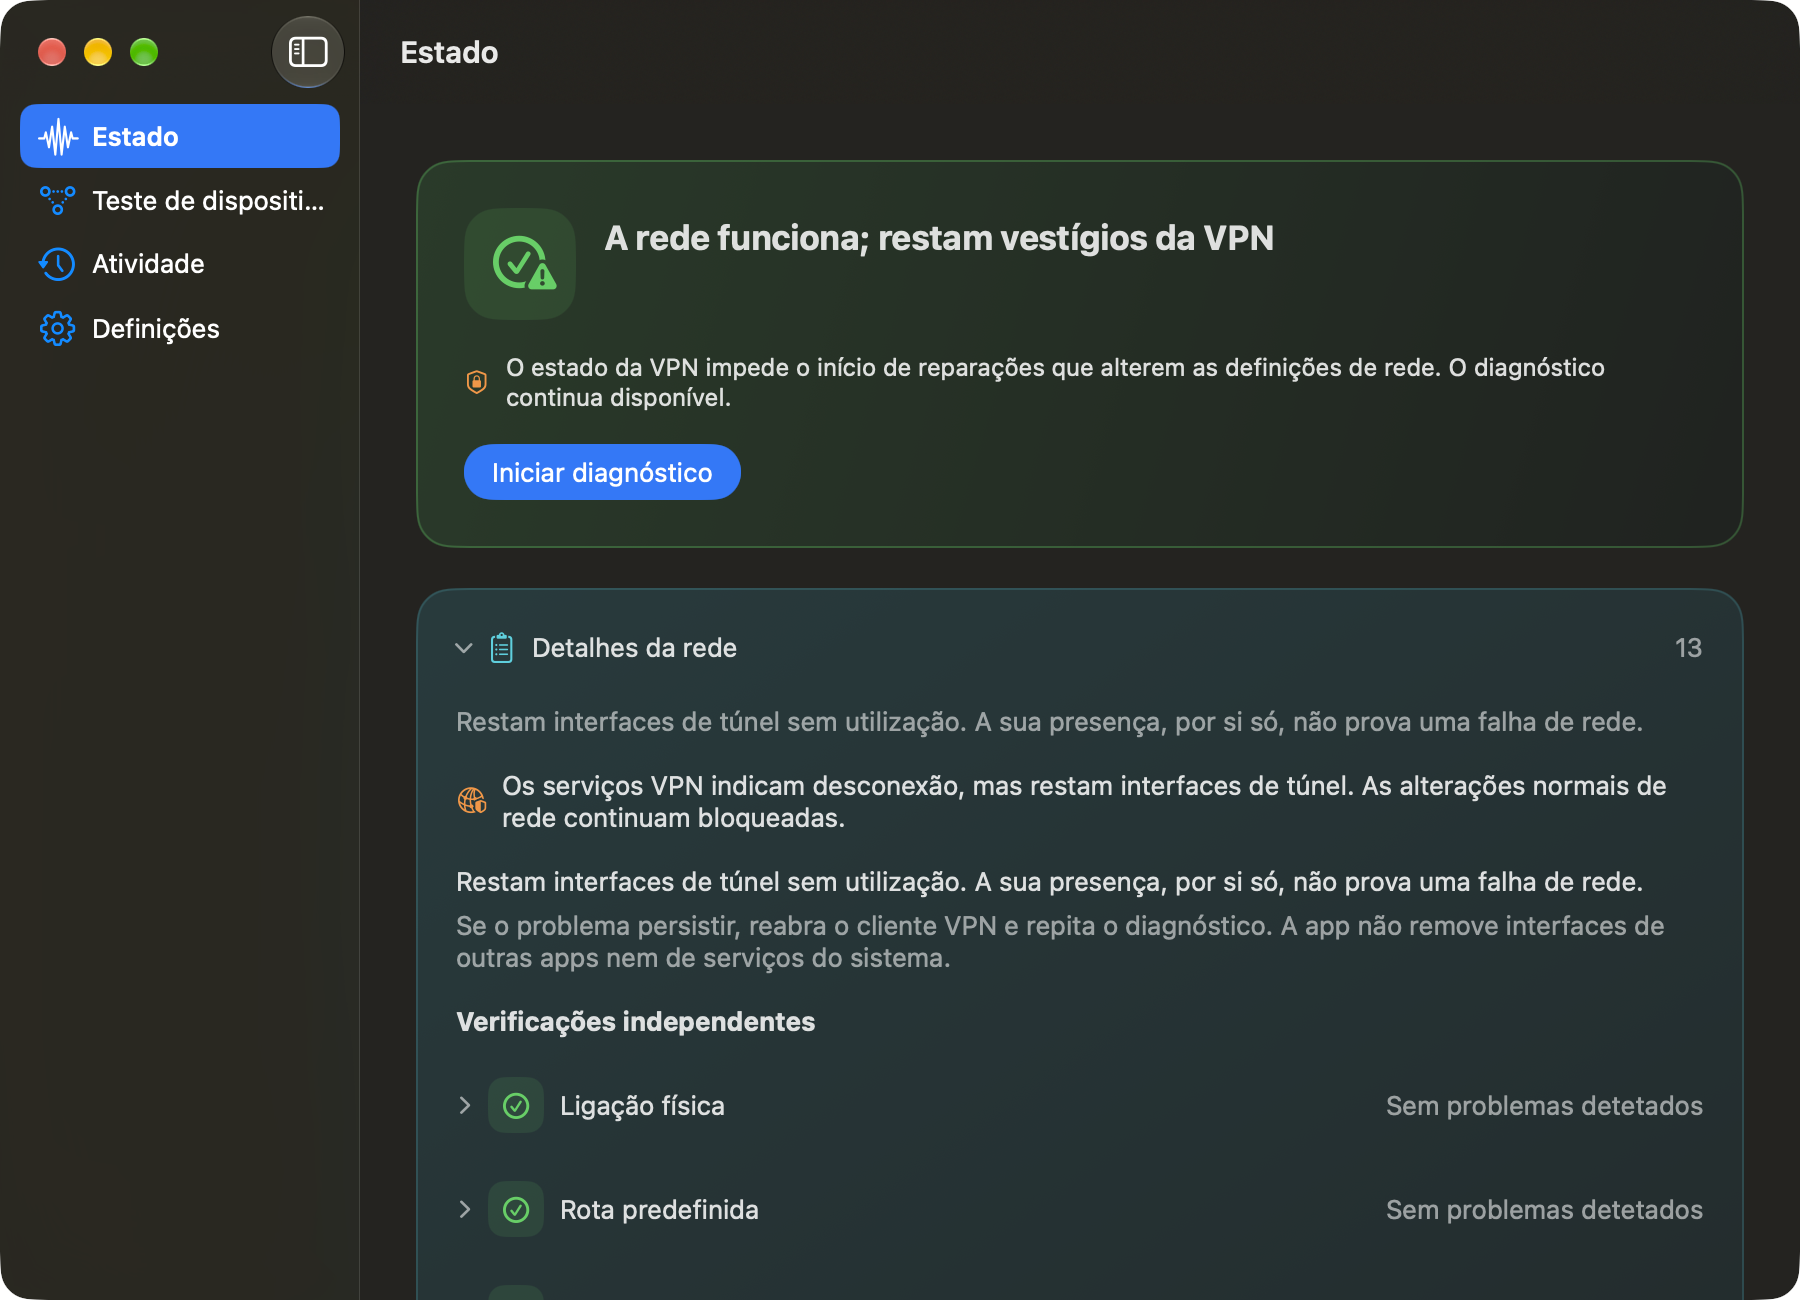 Estado
Estado
Teste de dispositi...
Atividade
Definições
A rede funciona; restam vestígios da VPN
O estado da VPN impede o início de reparações que alterem as definições de rede. O diagnóstico
continua disponível.
Iniciar diagnóstico
Detalhes da rede
13
Restam interfaces de túnel sem utilização. A sua presença, por si só, não prova uma falha de rede.
Os serviços VPN indicam desconexão, mas restam interfaces de túnel. As alterações normais de
rede continuam bloqueadas.
Restam interfaces de túnel sem utilização. A sua presença, por si só, não prova uma falha de rede.
Se o problema persistir, reabra o cliente VPN e repita o diagnóstico. A app não remove interfaces de
outras apps nem de serviços do sistema.
Verificações independentes
Ligação física
Sem problemas detetados
Rota predefinida
Sem problemas detetados